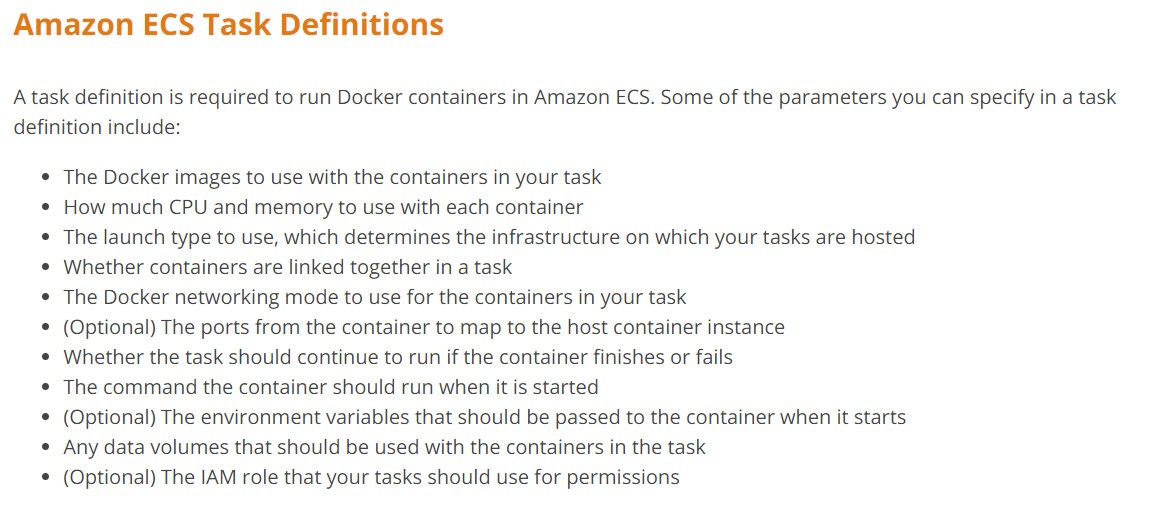 Amazon ECS Task Definitions
A task definition is required to run Docker containers in Amazon ECS. Some of the parameters you can specify in a task
definition include:
• The Docker images to use with the containers in your task
• How much CPU and memory to use with each container
• The launch type to use, which determines the infrastructure on which your tasks are hosted
• Whether containers are linked together in a task
• The Docker networking mode to use for the containers in your task
• (Optional) The ports from the container to map to the host container instance
• Whether the task should continue to run if the container finishes or fails
• The command the container should run when it is started
• (Optional) The environment variables that should be passed to the container when it starts
• Any data volumes that should be used with the containers in the task
• (Optional) The IAM role that your tasks should use for permissions